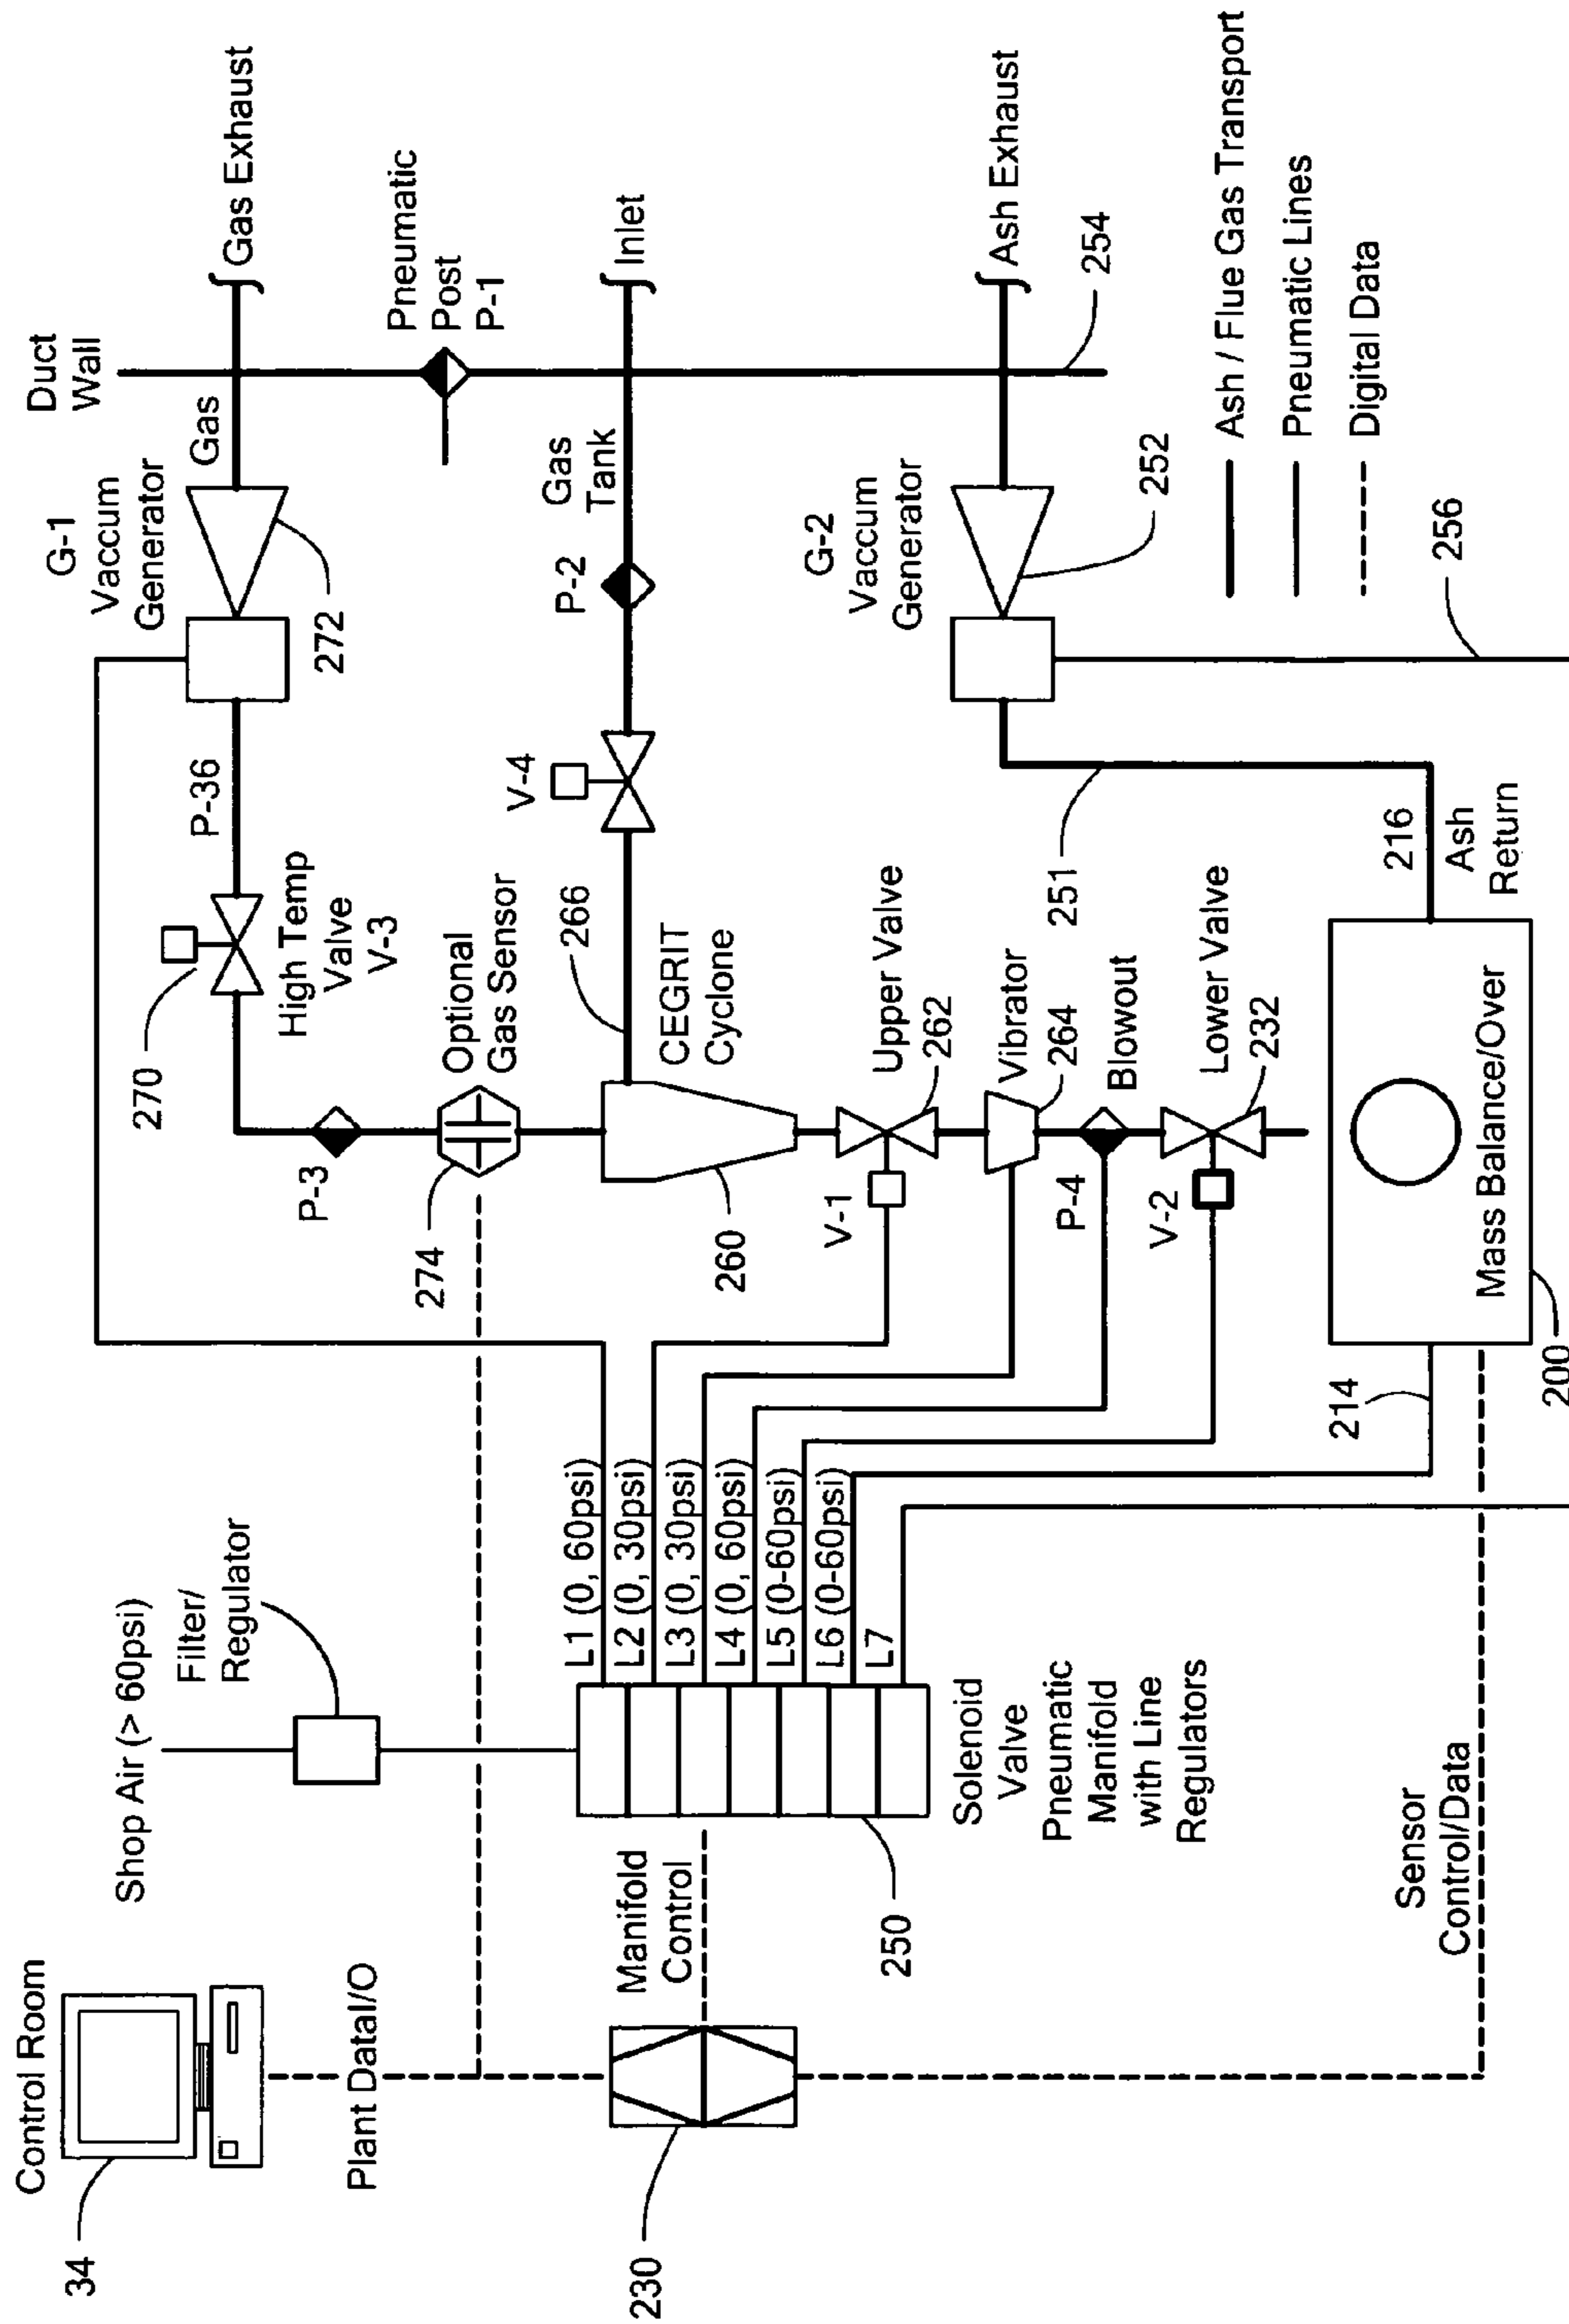 Control Room
34
Plant DataI/O
230
Shop Air (> 60psi)
Filter/
Regulator
Manifold
Control
250
Solenoid
Valve
Pneumatic
Manifold
with Line
Regulators
L1 (0, 60psi)
L2 (0, 30psi)
L3 (0, 30psi)
L4 (0, 60psi)
L5 (0-60psi)
L6 (0-60psi)
L7
Sensor
Control/Data
G-1
Vaccum
Generator
272
Duct
Wall
Gas
Gas Exhaust
P-36
270
High Temp
Valve
V-3
Pneumatic
Post
P-1
P-3
Optional
Gas Sensor
274
V-4
P-2
Gas
Tank
Inlet
266
CEGRIT
Cyclone
260
V-1
Upper Valve
262
Vibrator
264
P-4
Blowout
V-2
Lower Valve
232
G-2
Vaccum
Generator
252
Ash Exhaust
254
251
216
Ash
Return
214
Mass Balance/Over
200
256
Ash / Flue Gas Transport
Pneumatic Lines
Digital Data